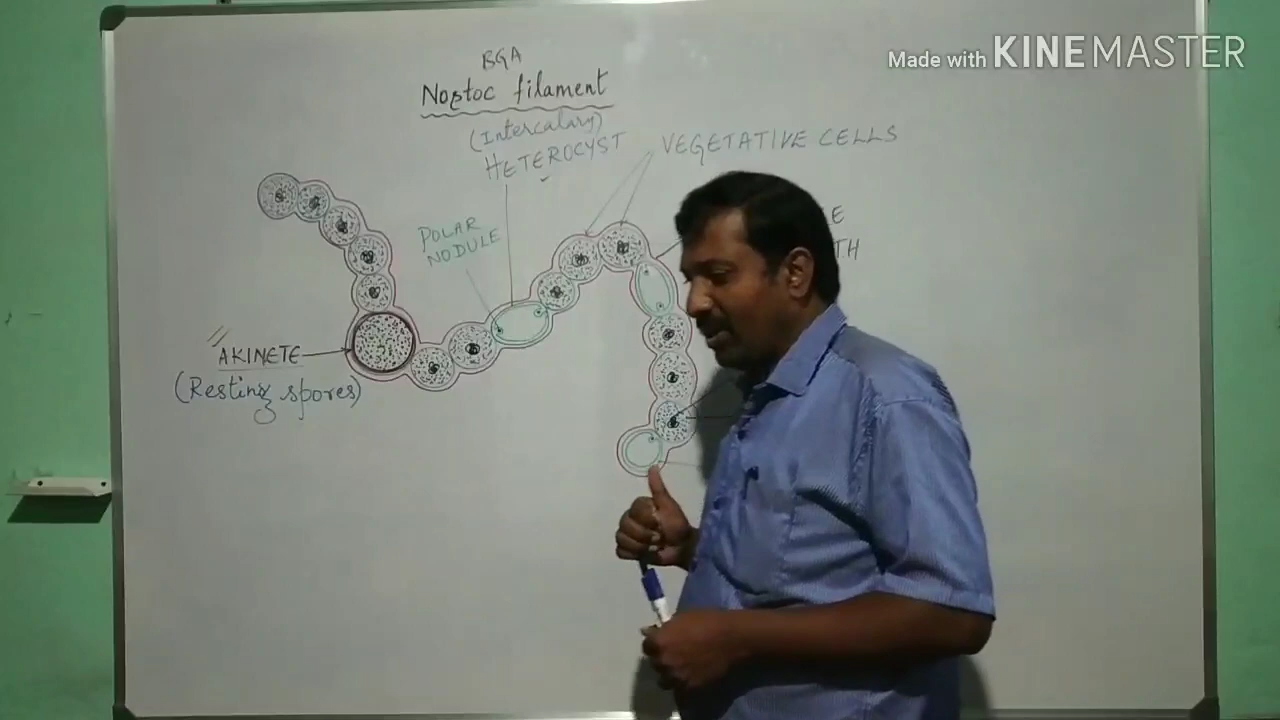 Made with KINEMASTER
BGA
Nostoc filament
(Intercalary)
HETEROCYST
VEGETATIVE CELLS
POLAR
NODULE
AKINETE
(Resting spores)